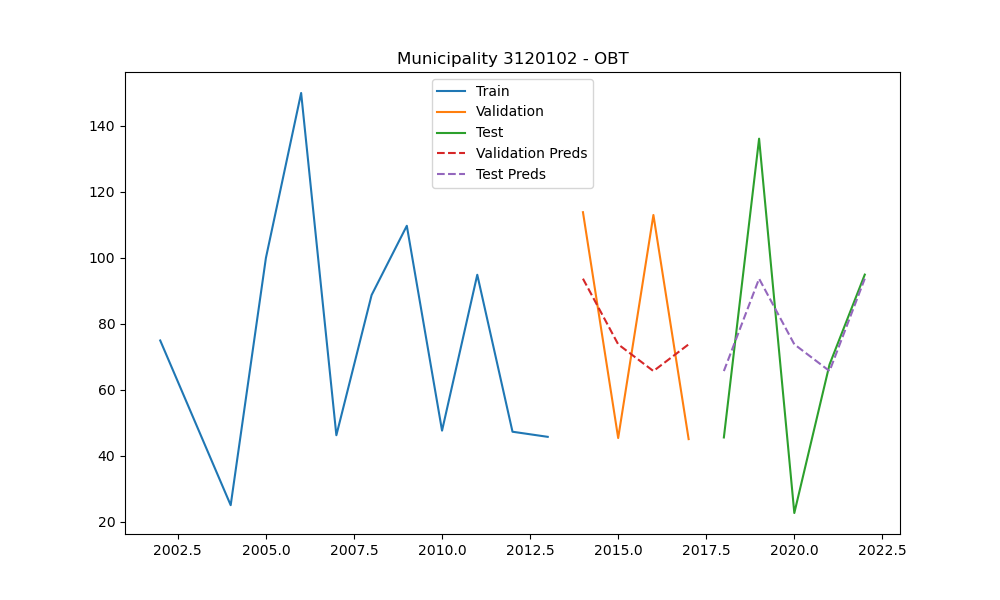 Municipality 3120102 - OBT
Train
Validation
Test
Validation Preds
Test Preds
140
120
100
80
60
40
20
2002.5 2005.0 2007.5 2010.0 2012.5 2015.0 2017.5 2020.0 2022.5